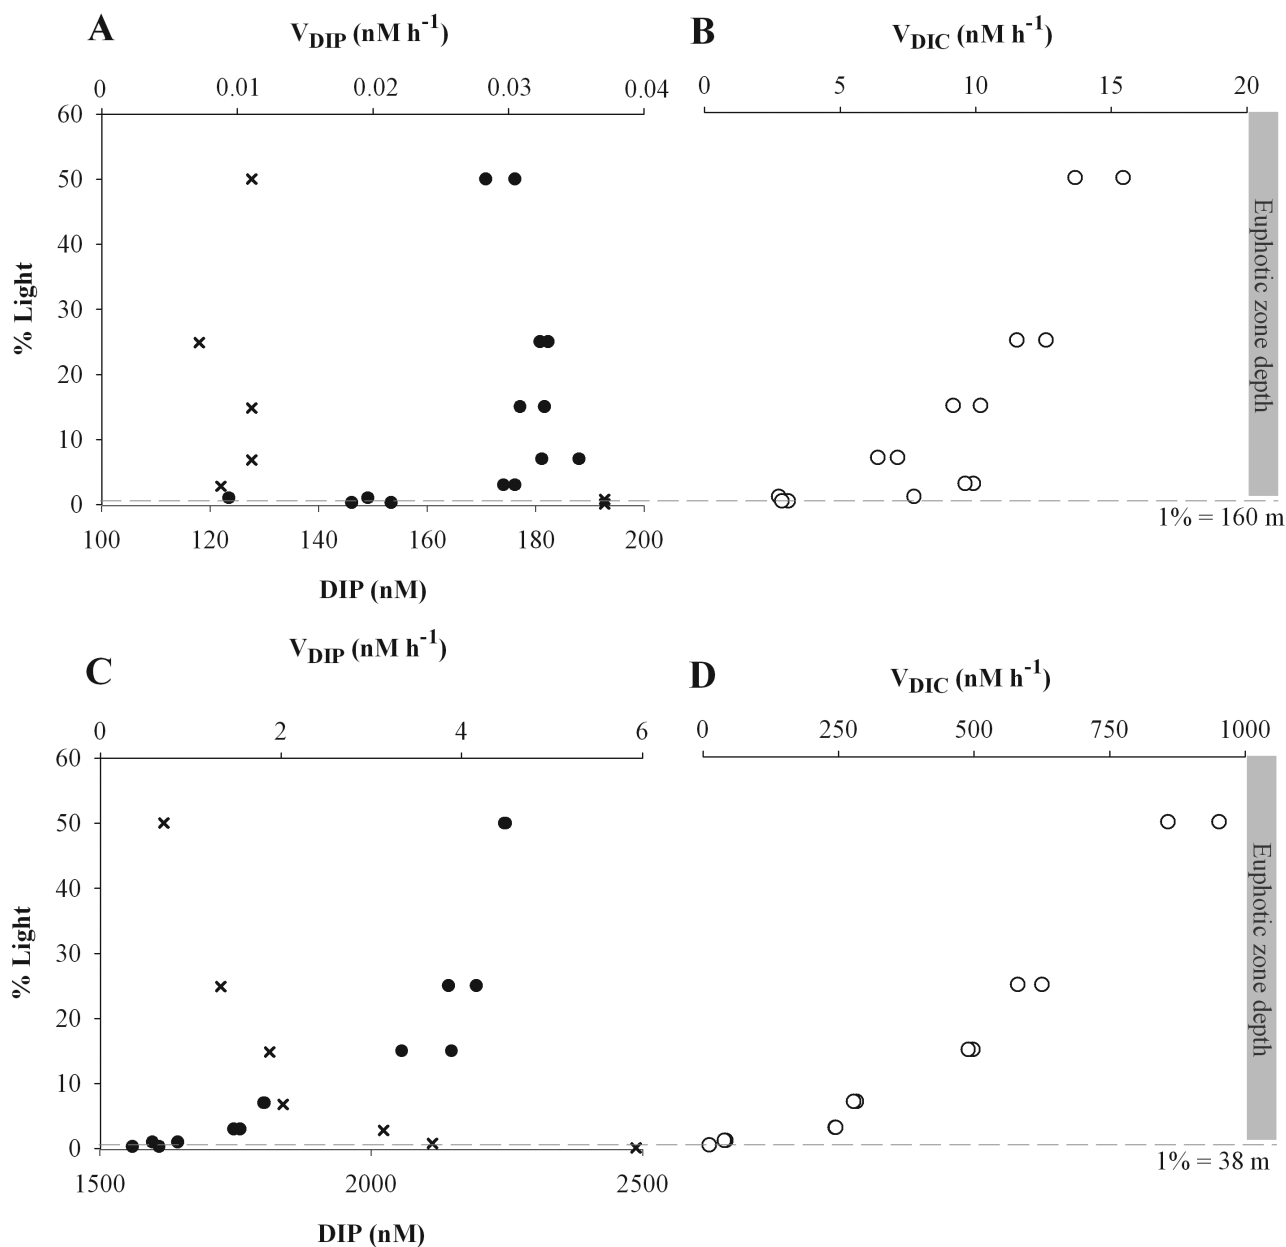 A
V_DIP (nM h^-1)
B
V_DIC (nM h^-1)
0 0.01 0.02 0.03 0.04
0 5 10 15 20
60
50
40
30
20
10
0
% Light
Euphotic zone depth
1% = 160 m
100 120 140 160 180 200
DIP (nM)
C
V_DIP (nM h^-1)
D
V_DIC (nM h^-1)
0 2 4 6
0 250 500 750 1000
60
50
40
30
20
10
0
% Light
Euphotic zone depth
1% = 38 m
1500 2000 2500
DIP (nM)